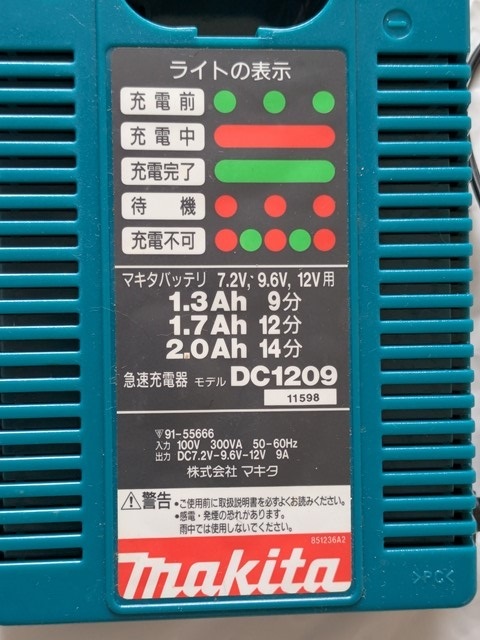 ライトの表示
充電前
充電中
充電完了
待機
充電不可
マキタバッテリ 7.2V, 9.6V, 12V用
1.3Ah 9分
1.7Ah 12分
2.0Ah 14分
急速充電器 モデル DC1209
11598
91-55666
入力 100V 300VA 50-60Hz
出力 DC7.2V-9.6V-12V 9A
株式会社 マキタ
警告
・ご使用前に取扱説明書を必ずよくお読みください。
・感電・発煙の恐れがあります。
雨中では使用しないでください。
851236A2
makita
>PC<